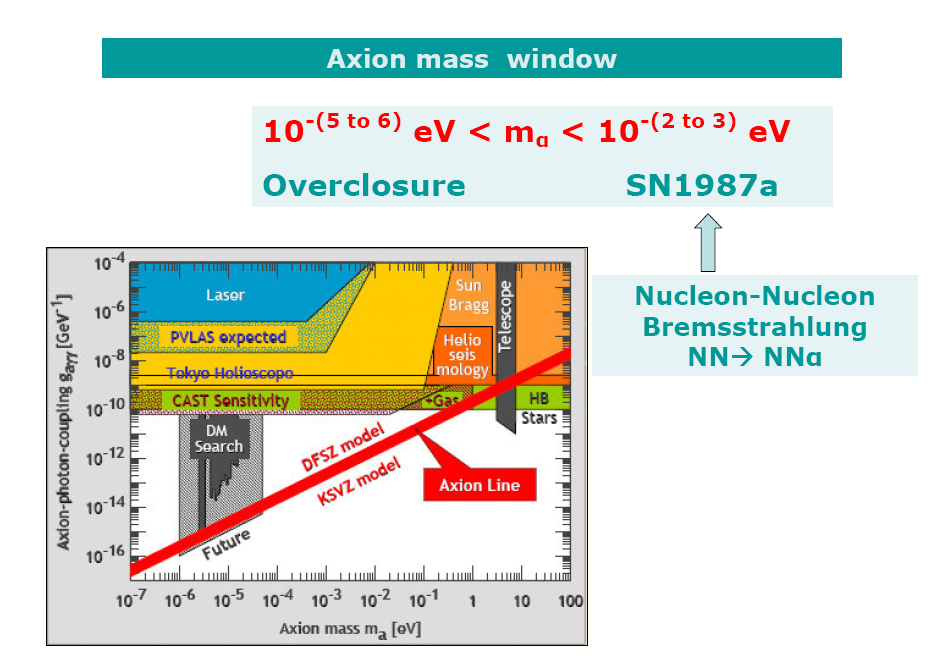 Axion mass window
10^-(5 to 6) eV < mɑ < 10^-(2 to 3) eV
Overclosure SN1987a
Nucleon-Nucleon
Bremsstrahlung
NN→ NNɑ
Axion-photon-coupling gaγγ [GeV^-1]
10^-4
10^-6
10^-8
10^-10
10^-12
10^-14
10^-16
Laser
PVLAS expected
Tokyo Helioscope
CAST Sensitivity
+Gas
Sun
Bragg
Helio
seis
mology
Telescope
HB
Stars
DM
Search
Future
DFSZ model
KSVZ model
Axion Line
10^-7 10^-6 10^-5 10^-4 10^-3 10^-2 10^-1 1 10 100
Axion mass ma [eV]